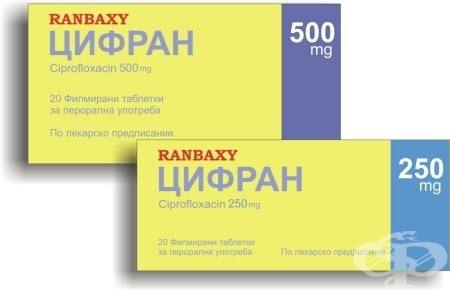 RANBAXY
ЦИФРАН
Ciprofloxacin 500 mg
20 Филмирани таблетки
за перорална употреба
По лекарско предписание
500
mg
RANBAXY
ЦИФРАН
Ciprofloxacin 250 mg
20 Филмирани таблетки
за перорална употреба
По лекарско предписание
250
mg